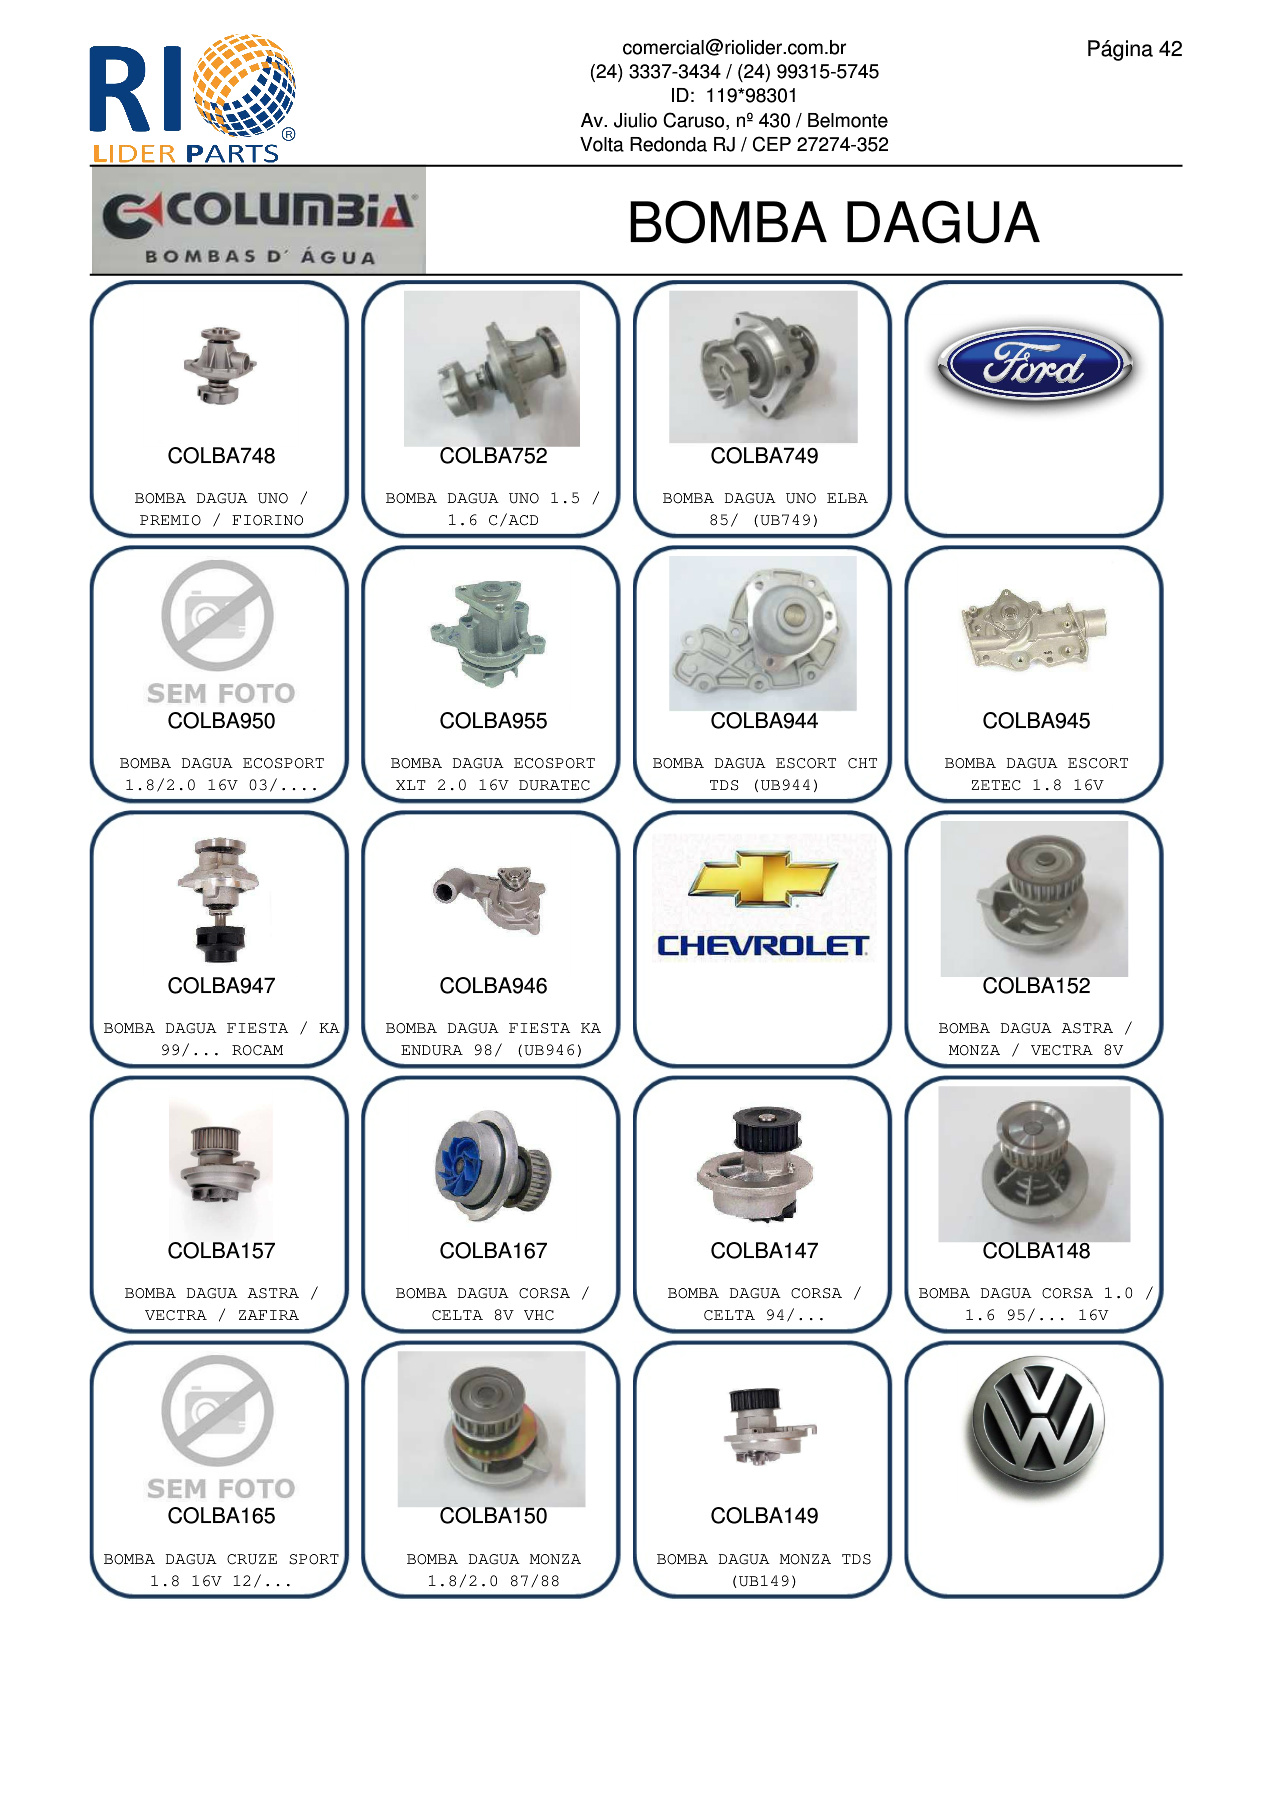 RIO
LIDER PARTS
®
comercial@riolider.com.br
(24) 3337-3434 / (24) 99315-5745
ID: 119*98301
Av. Jiulio Caruso, nº 430 / Belmonte
Volta Redonda RJ / CEP 27274-352
Página 42
COLUMBiA
BOMBAS D´ ÁGUA
BOMBA DAGUA
COLBA748
BOMBA DAGUA UNO /
PREMIO / FIORINO
COLBA752
BOMBA DAGUA UNO 1.5 /
1.6 C/ACD
COLBA749
BOMBA DAGUA UNO ELBA
85/ (UB749)
Ford
SEM FOTO
COLBA950
BOMBA DAGUA ECOSPORT
1.8/2.0 16V 03/....
COLBA955
BOMBA DAGUA ECOSPORT
XLT 2.0 16V DURATEC
COLBA944
BOMBA DAGUA ESCORT CHT
TDS (UB944)
COLBA945
BOMBA DAGUA ESCORT
ZETEC 1.8 16V
COLBA947
BOMBA DAGUA FIESTA / KA
99/... ROCAM
COLBA946
BOMBA DAGUA FIESTA KA
ENDURA 98/ (UB946)
CHEVROLET
COLBA152
BOMBA DAGUA ASTRA /
MONZA / VECTRA 8V
COLBA157
BOMBA DAGUA ASTRA /
VECTRA / ZAFIRA
COLBA167
BOMBA DAGUA CORSA /
CELTA 8V VHC
COLBA147
BOMBA DAGUA CORSA /
CELTA 94/...
COLBA148
BOMBA DAGUA CORSA 1.0 /
1.6 95/... 16V
SEM FOTO
COLBA165
BOMBA DAGUA CRUZE SPORT
1.8 16V 12/...
COLBA150
BOMBA DAGUA MONZA
1.8/2.0 87/88
COLBA149
BOMBA DAGUA MONZA TDS
(UB149)
VW